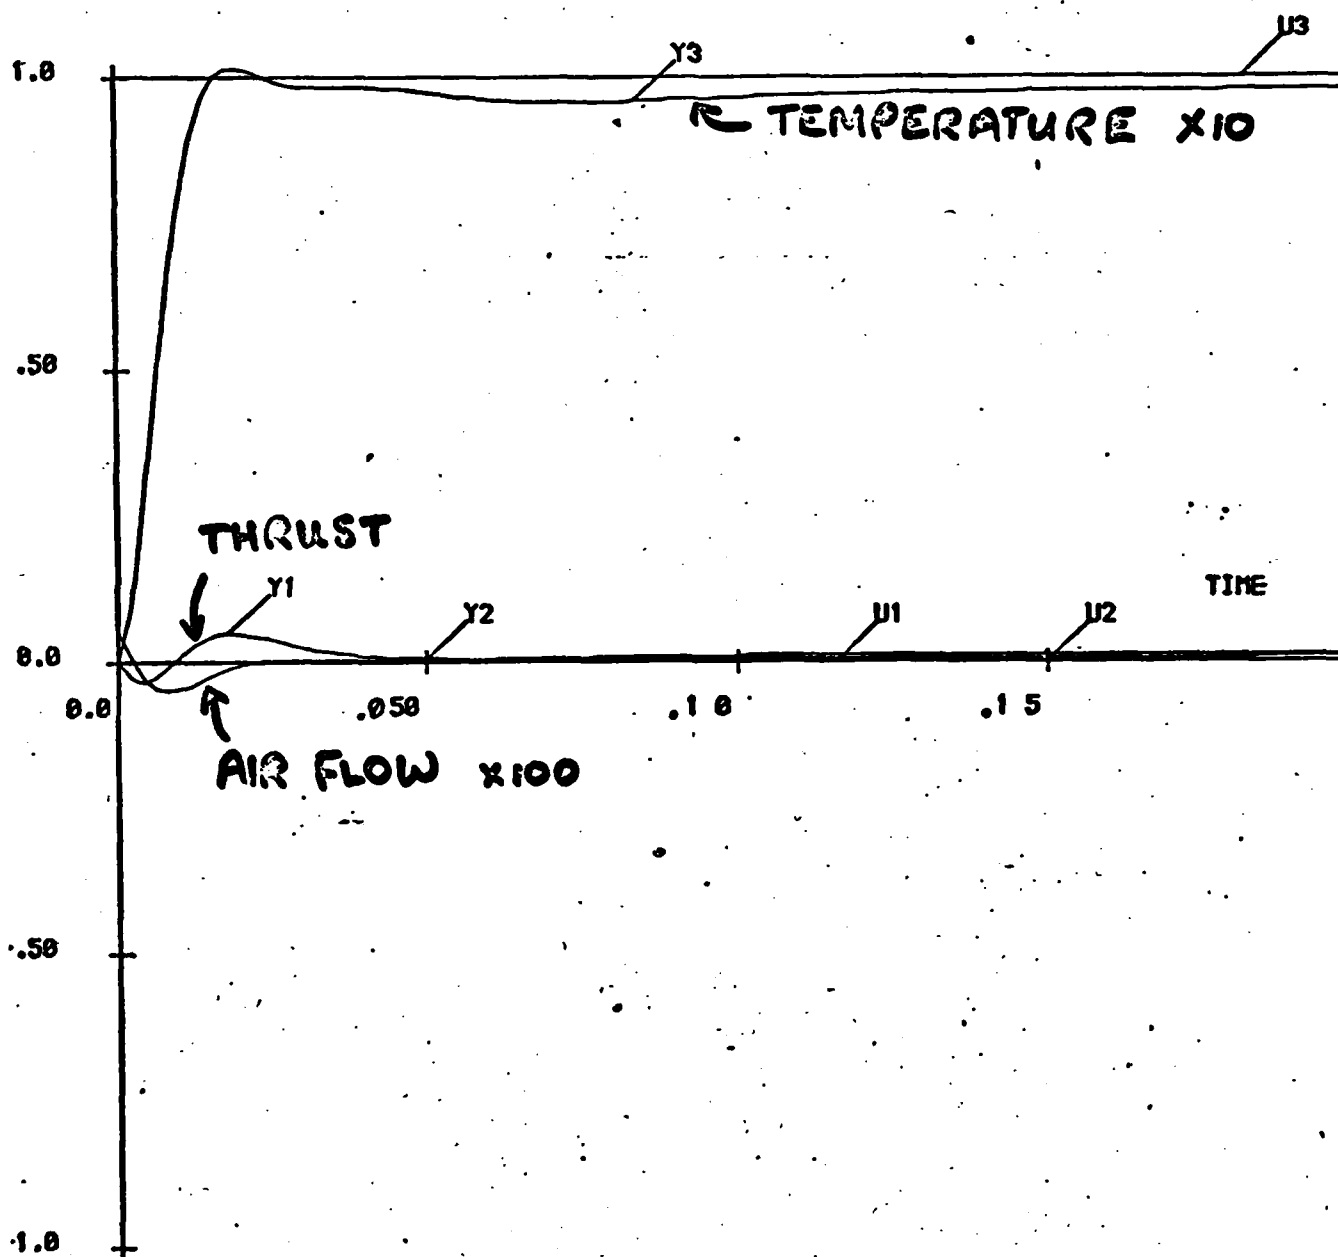 U3
Y3
1.0
TEMPERATURE X10
.50
THRUST
Y1
Y2
U1
U2
TIME
0.0
0.0
.050
.10
.15
AIR FLOW X100
-.50
-1.0